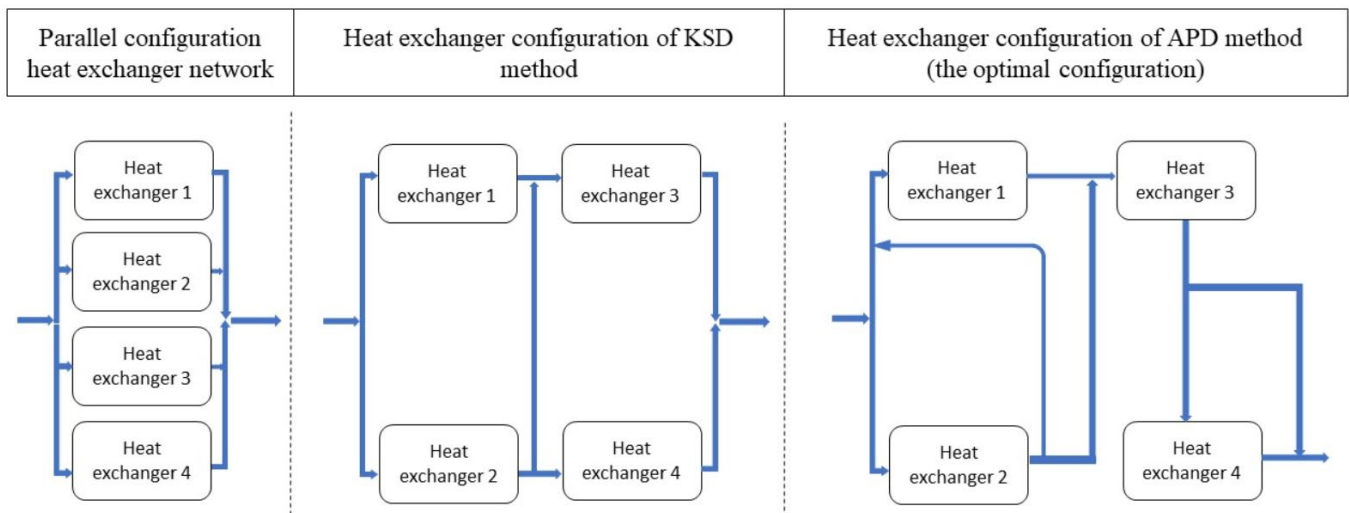 Parallel configuration
heat exchanger network
Heat exchanger configuration of KSD
method
Heat exchanger configuration of APD method
(the optimal configuration)
Heat
exchanger 1
Heat
exchanger 2
Heat
exchanger 3
Heat
exchanger 4
Heat
exchanger 1
Heat
exchanger 3
Heat
exchanger 2
Heat
exchanger 4
Heat
exchanger 1
Heat
exchanger 3
Heat
exchanger 2
Heat
exchanger 4